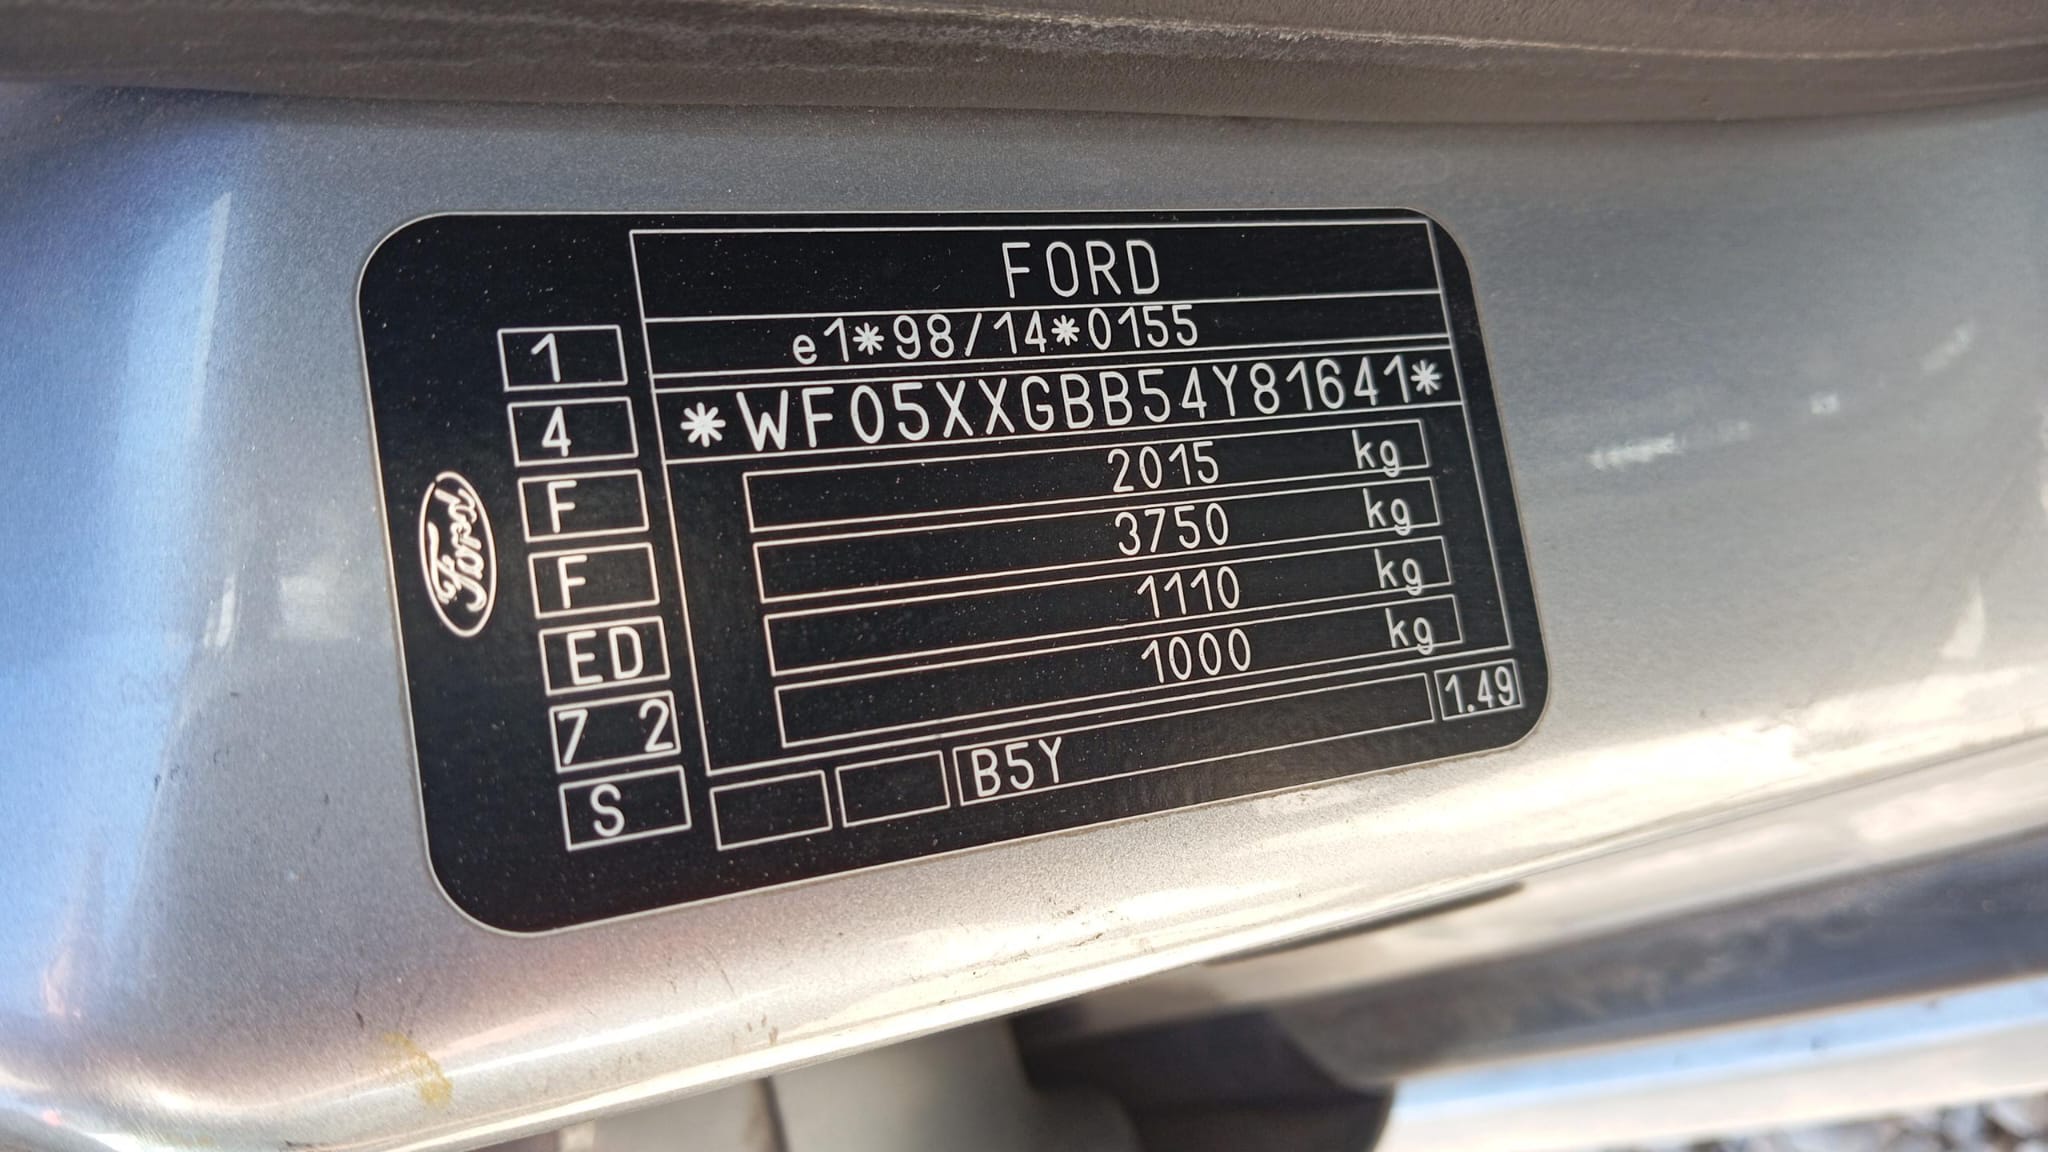 FORD
e1*98/14*0155
*WF05XXGBB54Y81641*
2015 kg
3750 kg
1110 kg
1000 kg
B5Y
1.49
1
4
F
F
ED
7 2
S
Ford